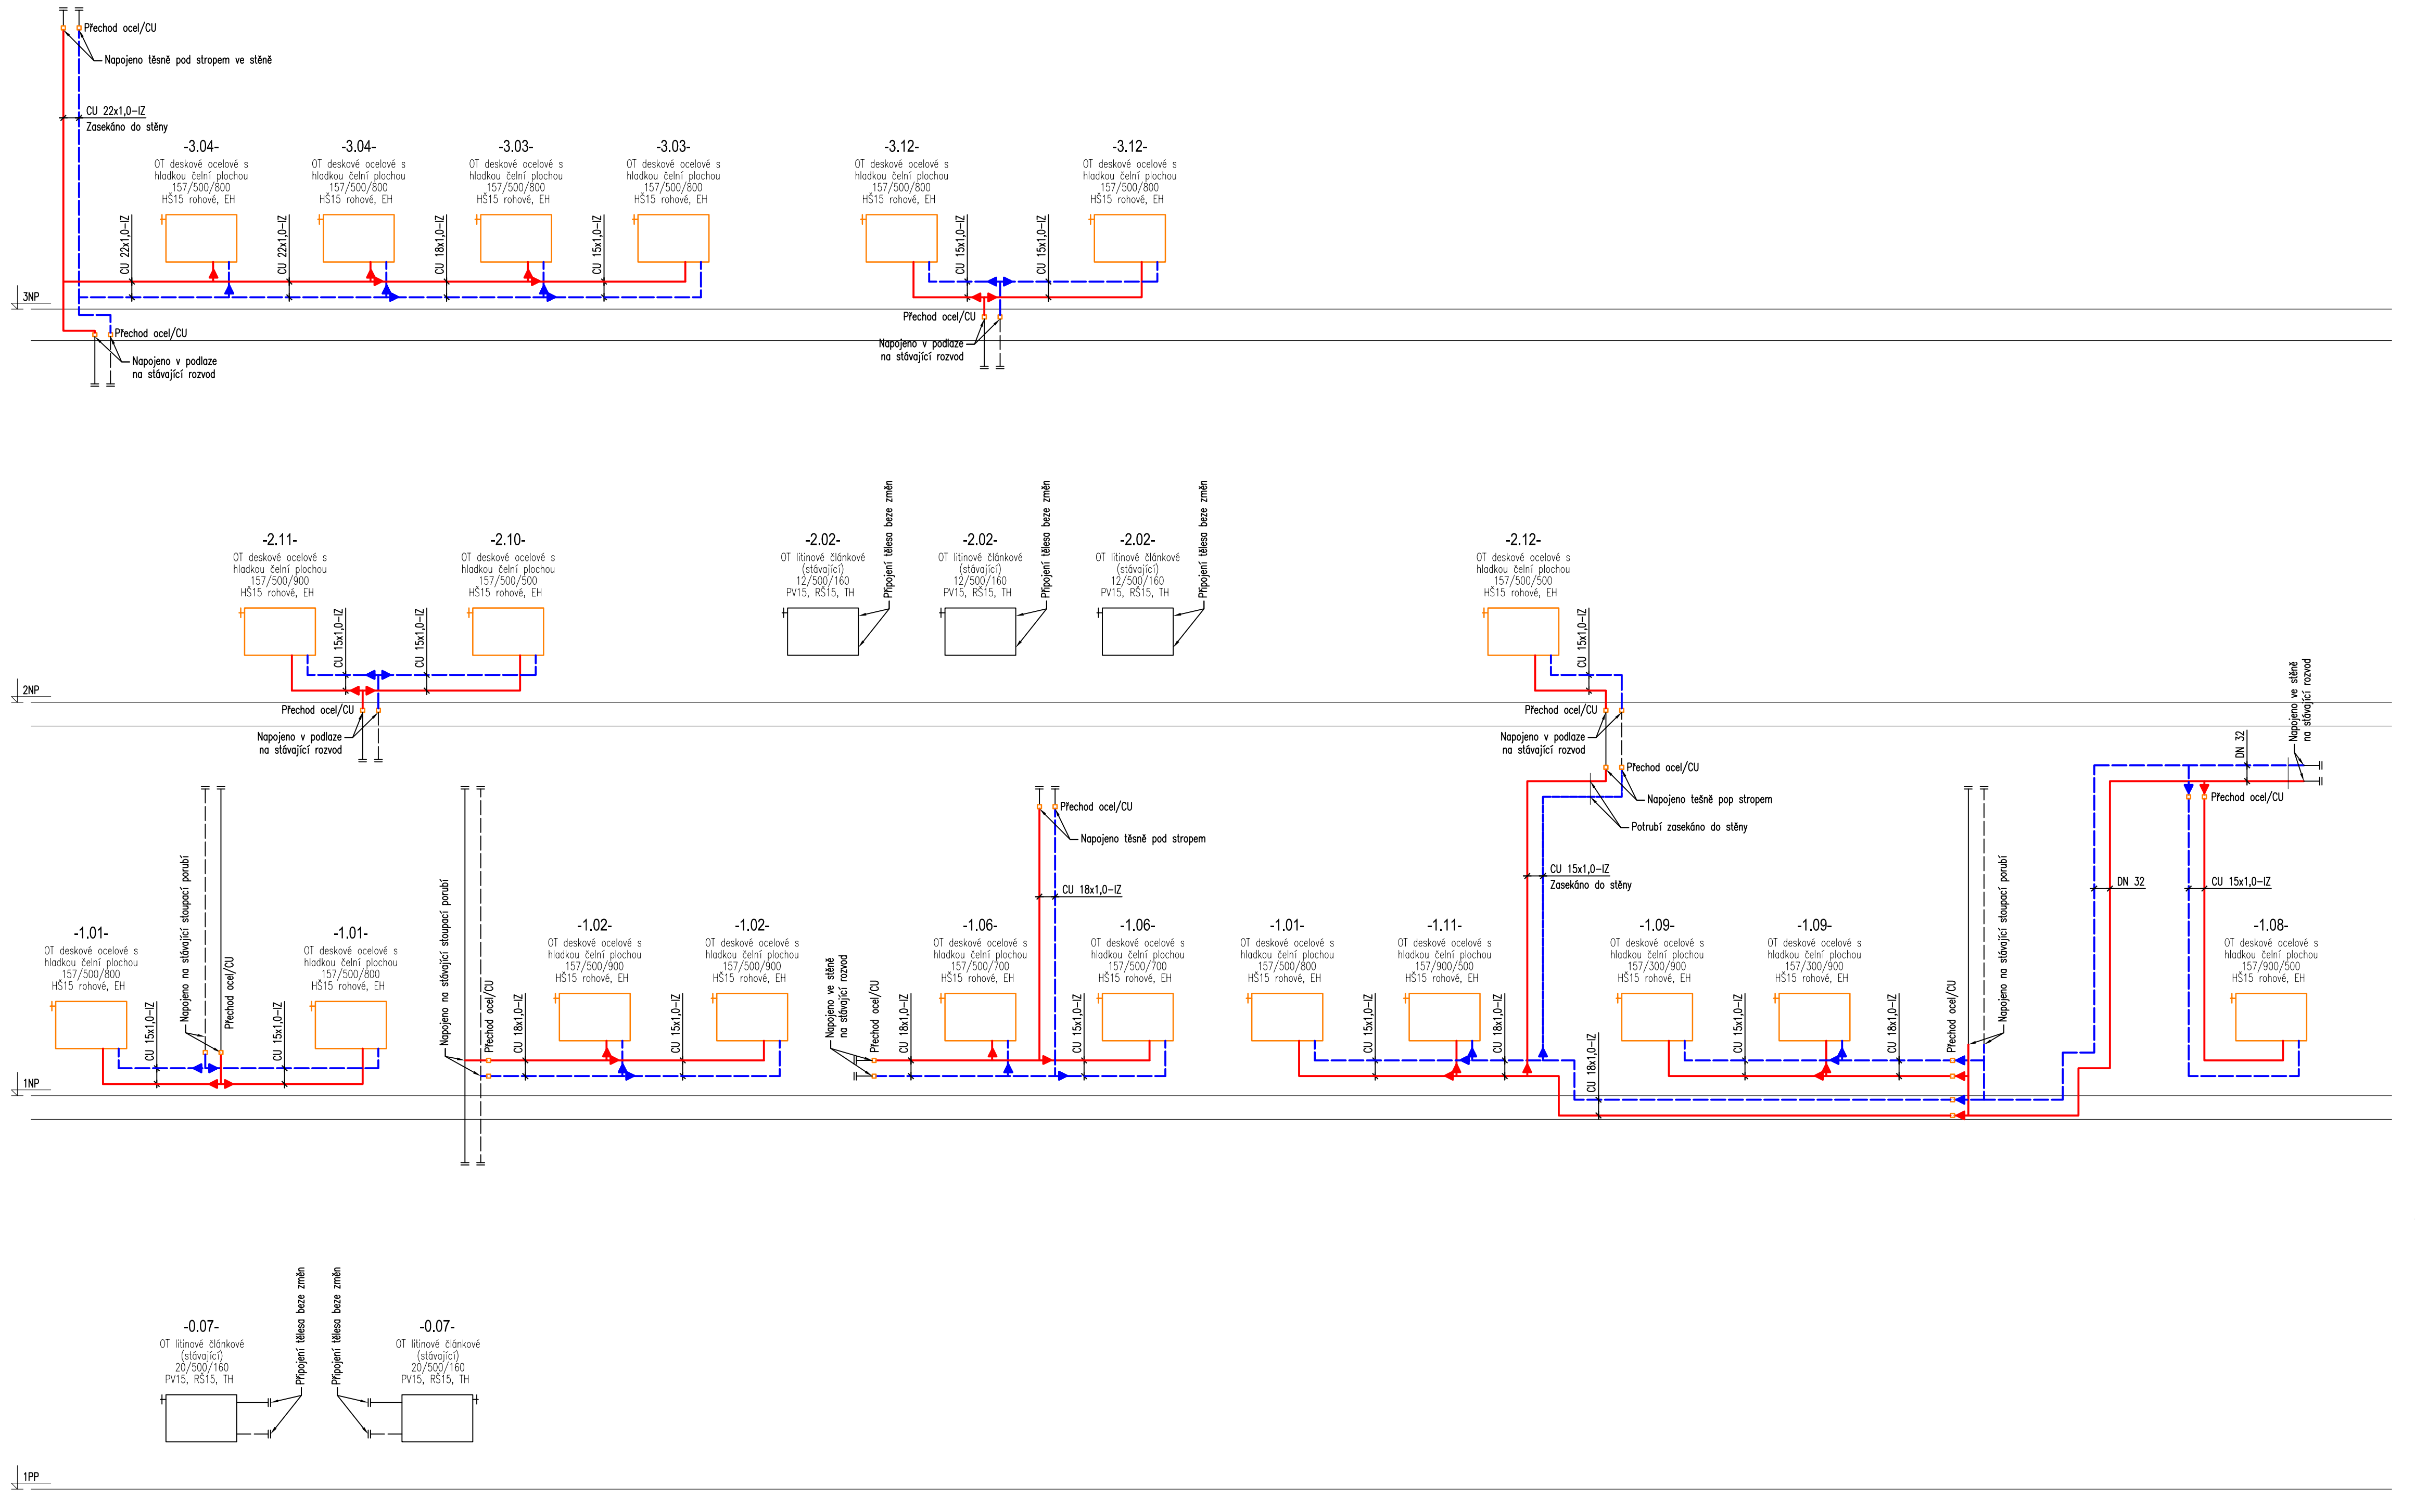 Přechod ocel/CU
Napojeno těsně pod stropem ve stěně
CU 22x1,0-IZ
Zasekáno do stěny
-3.04-
OT deskové ocelové s
hladkou čelní plochou
157/500/800
HŠ15 rohové, EH
-3.04-
OT deskové ocelové s
hladkou čelní plochou
157/500/800
HŠ15 rohové, EH
-3.03-
OT deskové ocelové s
hladkou čelní plochou
157/500/800
HŠ15 rohové, EH
-3.03-
OT deskové ocelové s
hladkou čelní plochou
157/500/800
HŠ15 rohové, EH
-3.12-
OT deskové ocelové s
hladkou čelní plochou
157/500/800
HŠ15 rohové, EH
-3.12-
OT deskové ocelové s
hladkou čelní plochou
157/500/800
HŠ15 rohové, EH
CU 22x1,0-IZ
CU 22x1,0-IZ
CU 18x1,0-IZ
CU 15x1,0-IZ
CU 15x1,0-IZ
CU 15x1,0-IZ
3NP
Přechod ocel/CU
Napojeno v podlaze
na stávající rozvod
Přechod ocel/CU
Napojeno v podlaze
na stávající rozvod
-2.11-
OT deskové ocelové s
hladkou čelní plochou
157/500/900
HŠ15 rohové, EH
-2.10-
OT deskové ocelové s
hladkou čelní plochou
157/500/500
HŠ15 rohové, EH
-2.02-
OT litinové článkové
(stávající)
12/500/160
PV15, RŠ15, TH
Připojení tělesa beze změn
-2.02-
OT litinové článkové
(stávající)
12/500/160
PV15, RŠ15, TH
Připojení tělesa beze změn
-2.02-
OT litinové článkové
(stávající)
12/500/160
PV15, RŠ15, TH
Připojení tělesa beze změn
-2.12-
OT deskové ocelové s
hladkou čelní plochou
157/500/500
HŠ15 rohové, EH
CU 15x1,0-IZ
CU 15x1,0-IZ
CU 15x1,0-IZ
2NP
Přechod ocel/CU
Napojeno v podlaze
na stávající rozvod
Přechod ocel/CU
Napojeno v podlaze
na stávající rozvod
Přechod ocel/CU
Napojeno tešně pop stropem
Potrubí zasekáno do stěny
CU 15x1,0-IZ
Zasekáno do stěny
DN 32
Napojeno ve stěně
na stávající rozvod
Přechod ocel/CU
DN 32
CU 15x1,0-IZ
Přechod ocel/CU
Napojeno těsně pod stropem
CU 18x1,0-IZ
-1.01-
OT deskové ocelové s
hladkou čelní plochou
157/500/800
HŠ15 rohové, EH
CU 15x1,0-IZ
Napojeno na stávající stoupací porubí
Přechod ocel/CU
CU 15x1,0-IZ
-1.01-
OT deskové ocelové s
hladkou čelní plochou
157/500/800
HŠ15 rohové, EH
Napojeno na stávající stoupací porubí
Přechod ocel/CU
CU 18x1,0-IZ
-1.02-
OT deskové ocelové s
hladkou čelní plochou
157/500/900
HŠ15 rohové, EH
CU 15x1,0-IZ
-1.02-
OT deskové ocelové s
hladkou čelní plochou
157/500/900
HŠ15 rohové, EH
Napojeno ve stěně
na stávající rozvod
Přechod ocel/CU
CU 18x1,0-IZ
-1.06-
OT deskové ocelové s
hladkou čelní plochou
157/500/700
HŠ15 rohové, EH
CU 15x1,0-IZ
-1.06-
OT deskové ocelové s
hladkou čelní plochou
157/500/700
HŠ15 rohové, EH
-1.01-
OT deskové ocelové s
hladkou čelní plochou
157/500/800
HŠ15 rohové, EH
CU 15x1,0-IZ
-1.11-
OT deskové ocelové s
hladkou čelní plochou
157/900/500
HŠ15 rohové, EH
CU 18x1,0-IZ
CU 18x1,0-IZ
-1.09-
OT deskové ocelové s
hladkou čelní plochou
157/300/900
HŠ15 rohové, EH
CU 15x1,0-IZ
-1.09-
OT deskové ocelové s
hladkou čelní plochou
157/300/900
HŠ15 rohové, EH
CU 18x1,0-IZ
Přechod ocel/CU
Napojeno na stávající stoupací porubí
-1.08-
OT deskové ocelové s
hladkou čelní plochou
157/900/500
HŠ15 rohové, EH
1NP
-0.07-
OT litinové článkové
(stávající)
20/500/160
PV15, RŠ15, TH
Připojení tělesa beze změn
Připojení tělesa beze změn
-0.07-
OT litinové článkové
(stávající)
20/500/160
PV15, RŠ15, TH
1PP